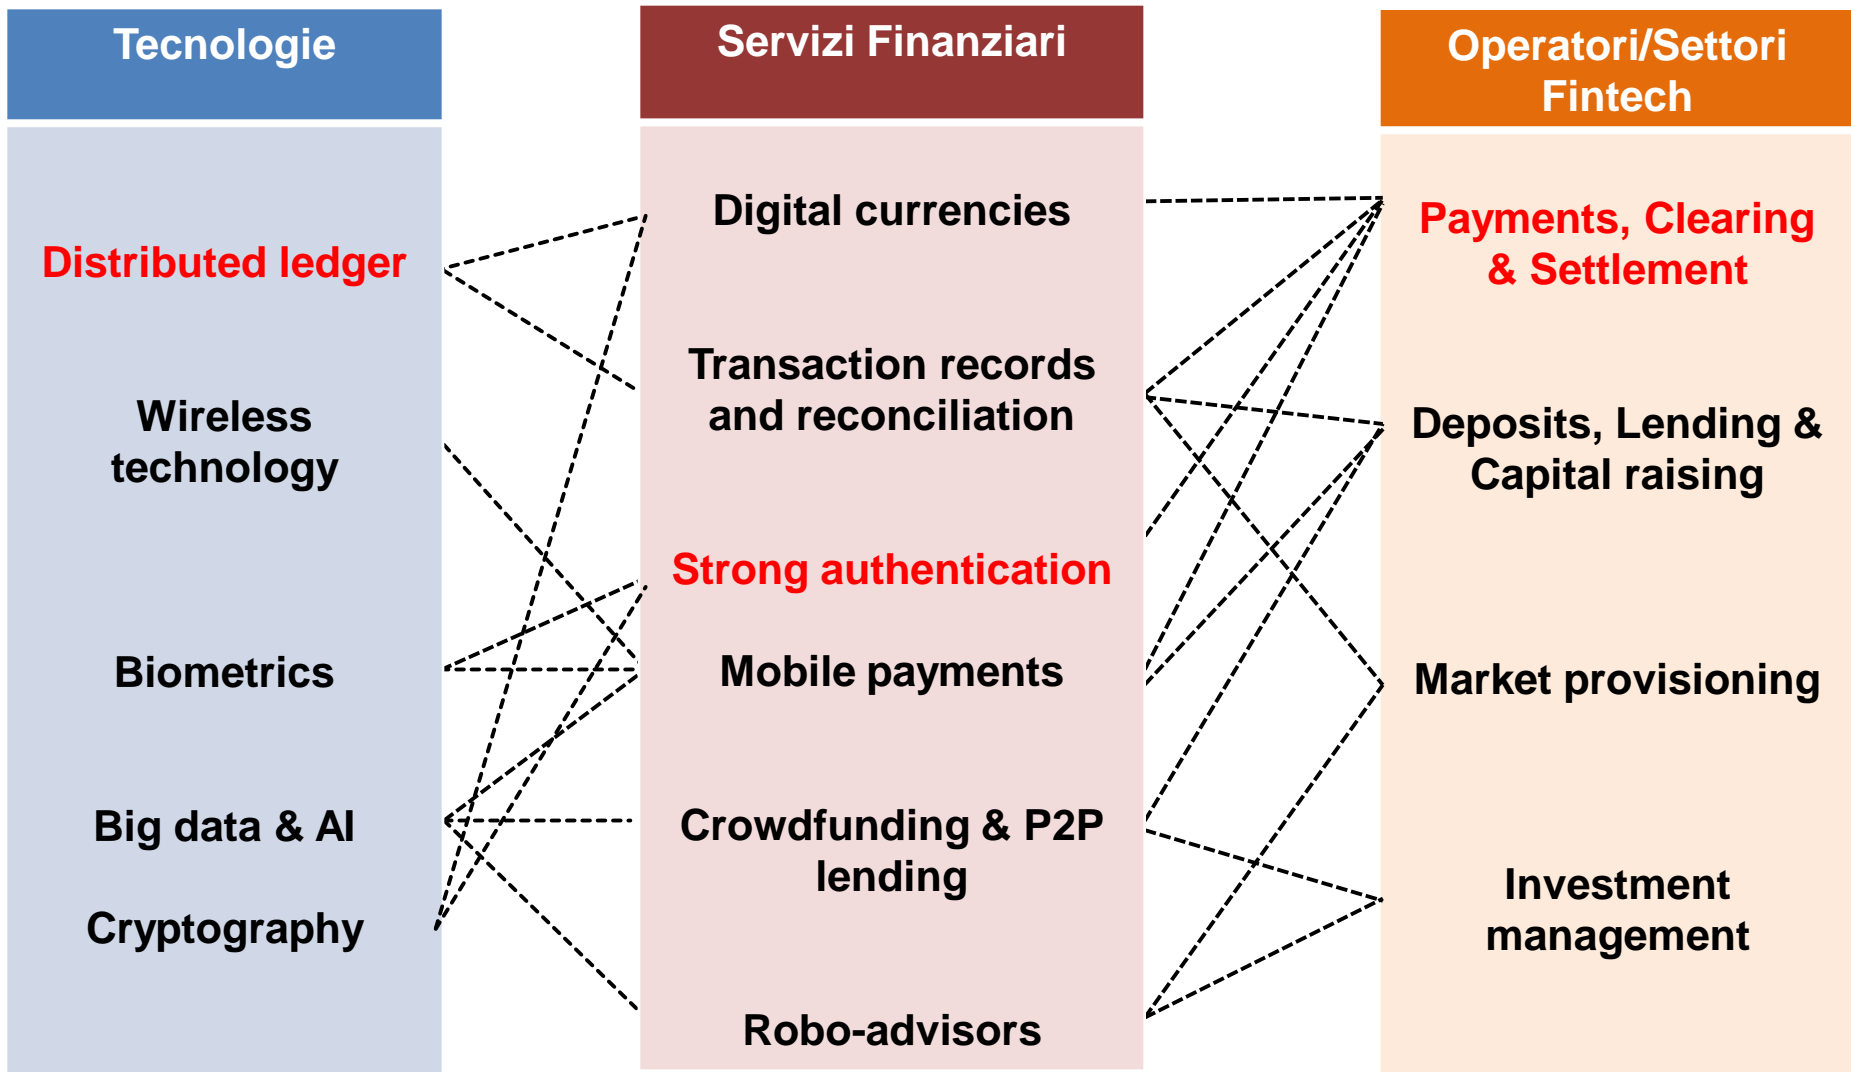 Tecnologie
Distributed ledger
Wireless
technology
Biometrics
Big data & AI
Cryptography
Servizi Finanziari
Digital currencies
Transaction records
and reconciliation
Strong authentication
Mobile payments
Crowdfunding & P2P
lending
Robo-advisors
Operatori/Settori
Fintech
Payments, Clearing
& Settlement
Deposits, Lending &
Capital raising
Market provisioning
Investment
management